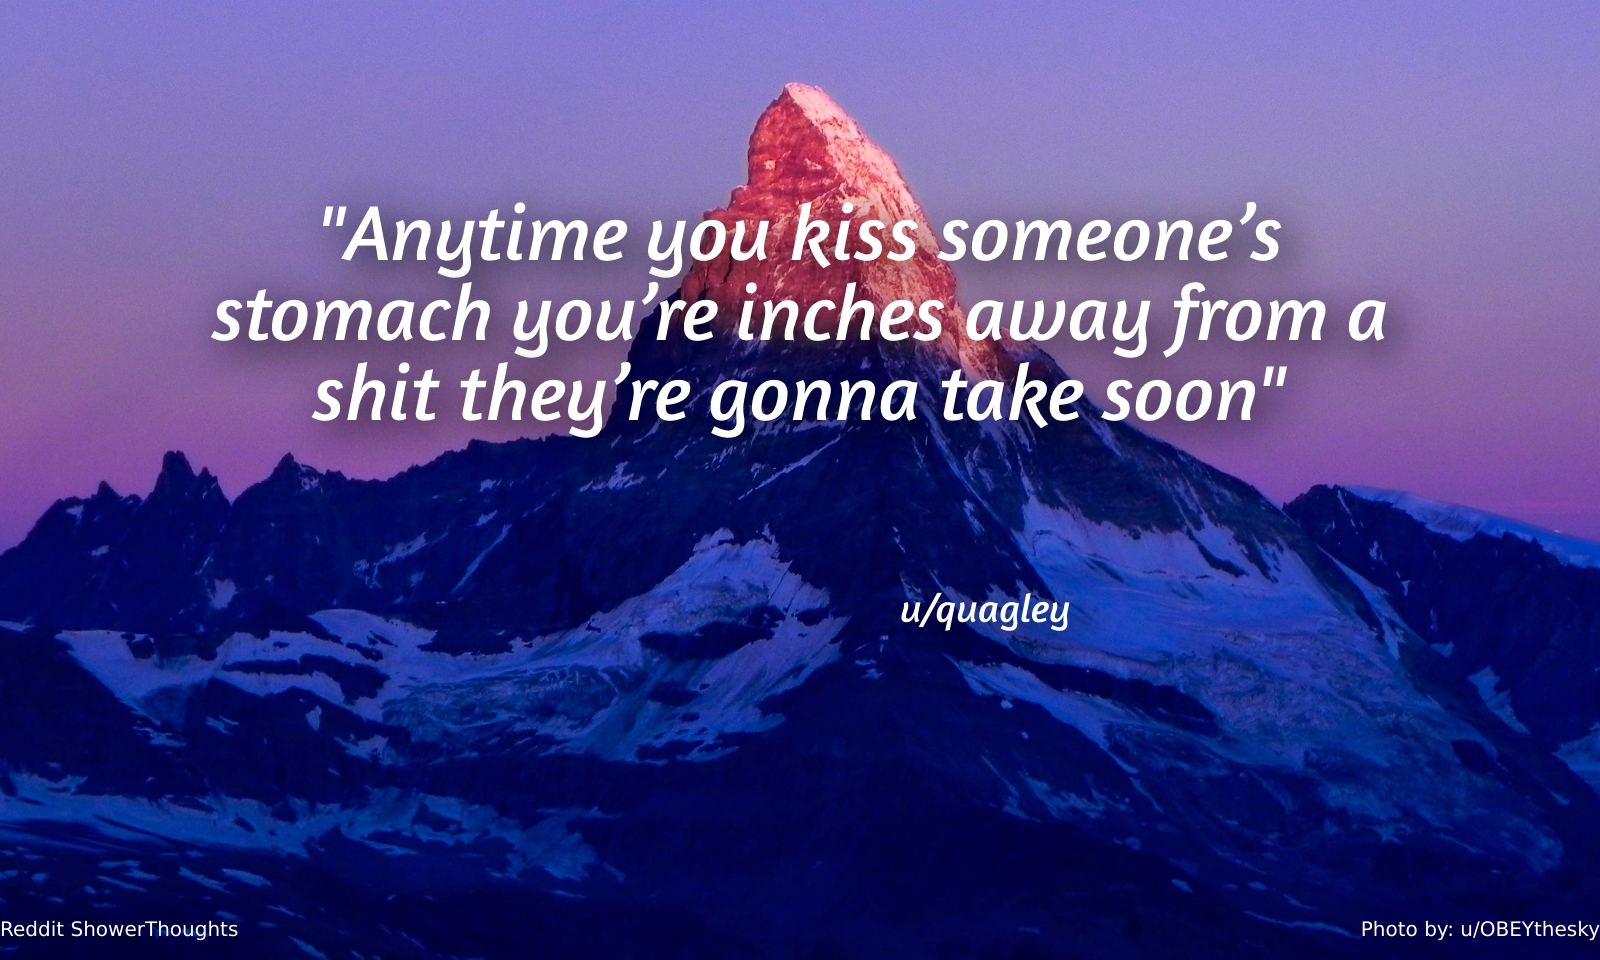 "Anytime you kiss someone’s
stomach you’re inches away from a
shit they’re gonna take soon"
u/quagley
Reddit ShowerThoughts
Photo by: u/OBEYthesky